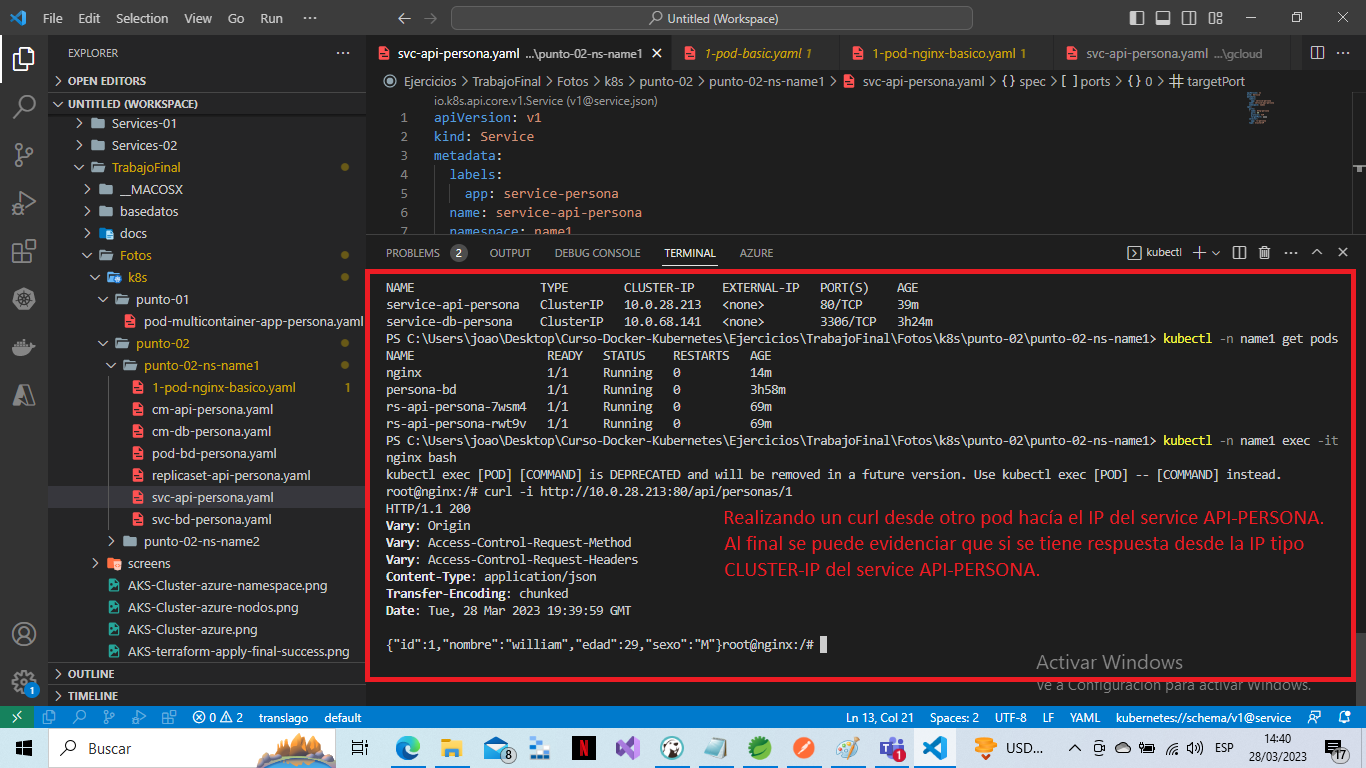 File Edit Selection View Go Run ··· Untitled (Workspace)
EXPLORER ···
OPEN EDITORS
UNTITLED (WORKSPACE)
Services-01
Services-02
TrabajoFinal
__MACOSX
basedatos
docs
Fotos
k8s
punto-01
pod-multicontainer-app-persona.yaml
punto-02
punto-02-ns-name1
1-pod-nginx-basico.yaml 1
cm-api-persona.yaml
cm-db-persona.yaml
pod-bd-persona.yaml
replicaset-api-persona.yaml
svc-api-persona.yaml
svc-bd-persona.yaml
punto-02-ns-name2
screens
AKS-Cluster-azure-namespace.png
AKS-Cluster-azure-nodos.png
AKS-Cluster-azure.png
AKS-terraform-apply-final-success.png
OUTLINE
TIMELINE
svc-api-persona.yaml ...\punto-02-ns-name1 1-pod-basic.yaml 1 1-pod-nginx-basico.yaml 1 svc-api-persona.yaml ...\gcloud ···
Ejercicios > TrabajoFinal > Fotos > k8s > punto-02 > punto-02-ns-name1 > svc-api-persona.yaml > {} spec > [ ] ports > {} 0 > targetPort
io.k8s.api.core.v1.Service (v1@service.json)
1 apiVersion: v1
2 kind: Service
3 metadata:
4 labels:
5 app: service-persona
6 name: service-api-persona
7 namespace: name1
PROBLEMS 2 OUTPUT DEBUG CONSOLE TERMINAL AZURE kubectl ···
NAME TYPE CLUSTER-IP EXTERNAL-IP PORT(S) AGE
service-api-persona ClusterIP 10.0.28.213 <none> 80/TCP 39m
service-db-persona ClusterIP 10.0.68.141 <none> 3306/TCP 3h24m
PS C:\Users\joao\Desktop\Curso-Docker-Kubernetes\Ejercicios\TrabajoFinal\Fotos\k8s\punto-02\punto-02-ns-name1> kubectl -n name1 get pods
NAME READY STATUS RESTARTS AGE
nginx 1/1 Running 0 14m
persona-bd 1/1 Running 0 3h58m
rs-api-persona-7wsm4 1/1 Running 0 69m
rs-api-persona-rwt9v 1/1 Running 0 69m
PS C:\Users\joao\Desktop\Curso-Docker-Kubernetes\Ejercicios\TrabajoFinal\Fotos\k8s\punto-02\punto-02-ns-name1> kubectl -n name1 exec -it
nginx bash
kubectl exec [POD] [COMMAND] is DEPRECATED and will be removed in a future version. Use kubectl exec [POD] -- [COMMAND] instead.
root@nginx:/# curl -i http://10.0.28.213:80/api/personas/1
HTTP/1.1 200
Vary: Origin
Vary: Access-Control-Request-Method
Vary: Access-Control-Request-Headers
Content-Type: application/json
Transfer-Encoding: chunked
Date: Tue, 28 Mar 2023 19:39:59 GMT
{"id":1,"nombre":"william","edad":29,"sexo":"M"}root@nginx:/#
Realizando un curl desde otro pod hacía el IP del service API-PERSONA.
Al final se puede evidenciar que si se tiene respuesta desde la IP tipo
CLUSTER-IP del service API-PERSONA.
Activar Windows
Ve a Configuración para activar Windows.
1
0 2 translago default Ln 13, Col 21 Spaces: 2 UTF-8 LF YAML kubernetes://schema/v1@service
Buscar 8 N 1 USD... ESP 14:40
28/03/2023 17